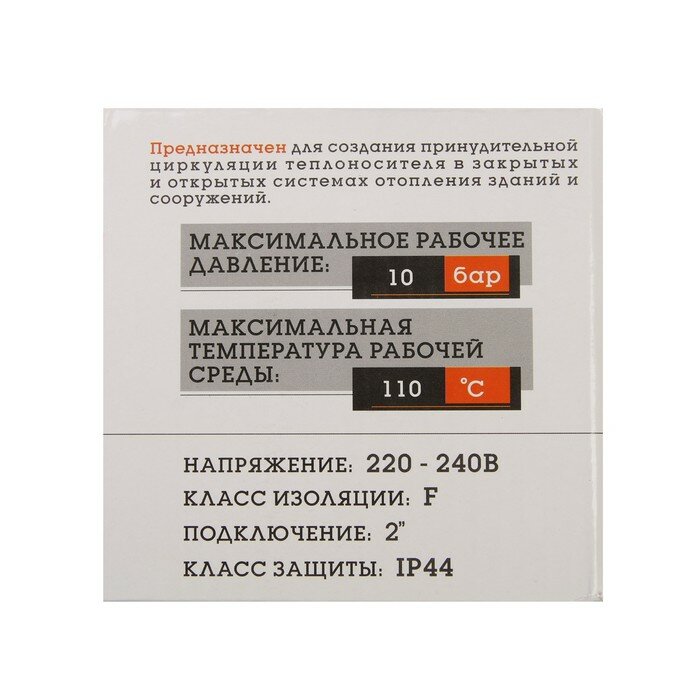 Предназначен для создания принудительной
циркуляции теплоносителя в закрытых
и открытых системах отопления зданий и
сооружений.
МАКСИМАЛЬНОЕ РАБОЧЕЕ
ДАВЛЕНИЕ: 10 бар
МАКСИМАЛЬНАЯ
ТЕМПЕРАТУРА РАБОЧЕЙ
СРЕДЫ: 110 °C
НАПРЯЖЕНИЕ: 220 - 240В
КЛАСС ИЗОЛЯЦИИ: F
ПОДКЛЮЧЕНИЕ: 2”
КЛАСС ЗАЩИТЫ: IP44